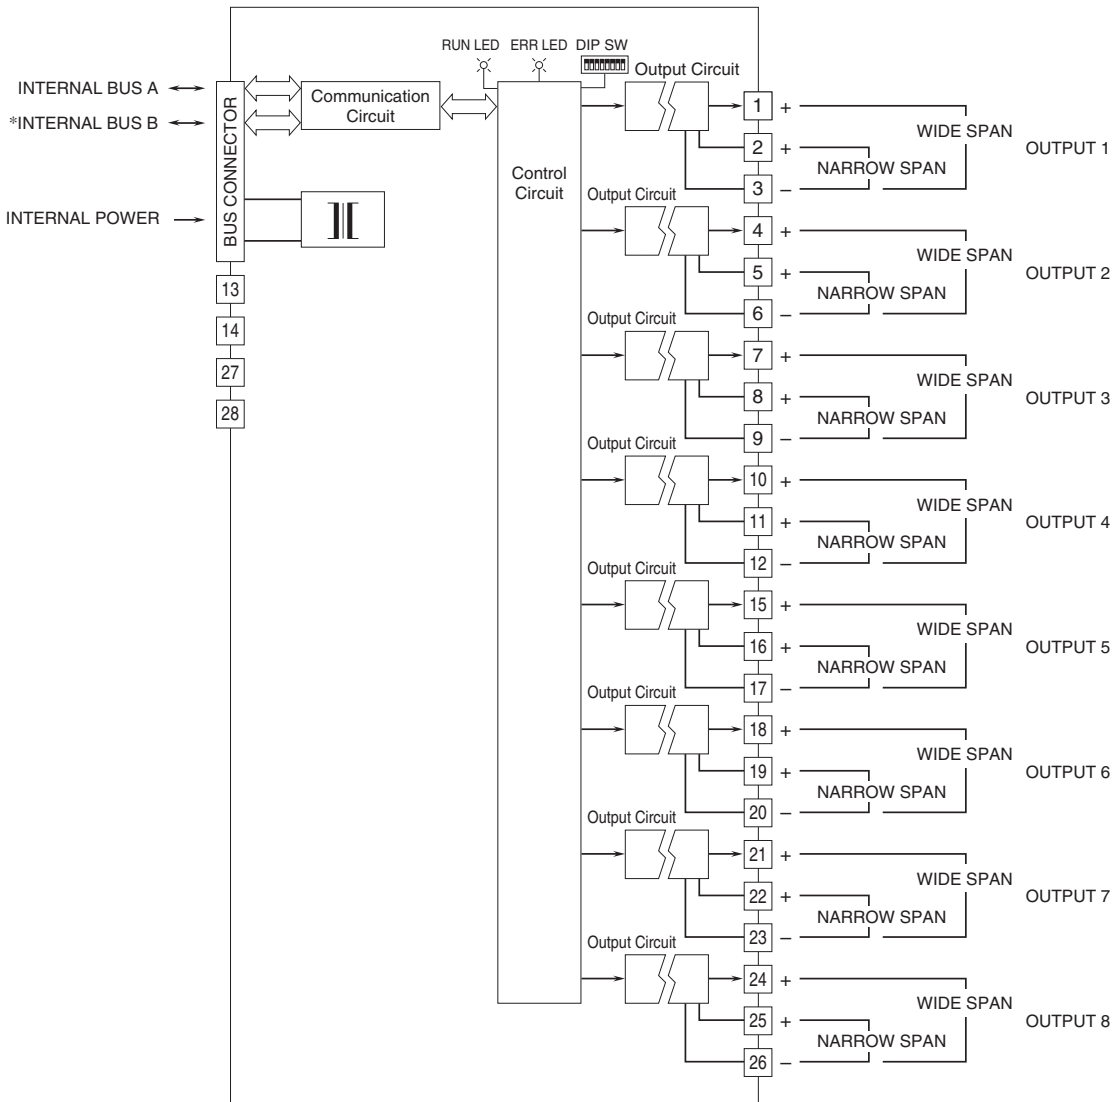 RUN LED ERR LED DIP SW
Output Circuit
INTERNAL BUS A
*INTERNAL BUS B
INTERNAL POWER
BUS CONNECTOR
Communication
Circuit
Control
Circuit
13
14
27
28
1 +
WIDE SPAN
2 +
OUTPUT 1
NARROW SPAN
3 –
Output Circuit
4 +
WIDE SPAN
5 +
OUTPUT 2
NARROW SPAN
6 –
Output Circuit
7 +
WIDE SPAN
8 +
OUTPUT 3
NARROW SPAN
9 –
Output Circuit
10 +
WIDE SPAN
11 +
OUTPUT 4
NARROW SPAN
12 –
Output Circuit
15 +
WIDE SPAN
16 +
OUTPUT 5
NARROW SPAN
17 –
Output Circuit
18 +
WIDE SPAN
19 +
OUTPUT 6
NARROW SPAN
20 –
Output Circuit
21 +
WIDE SPAN
22 +
OUTPUT 7
NARROW SPAN
23 –
Output Circuit
24 +
WIDE SPAN
25 +
OUTPUT 8
NARROW SPAN
26 –